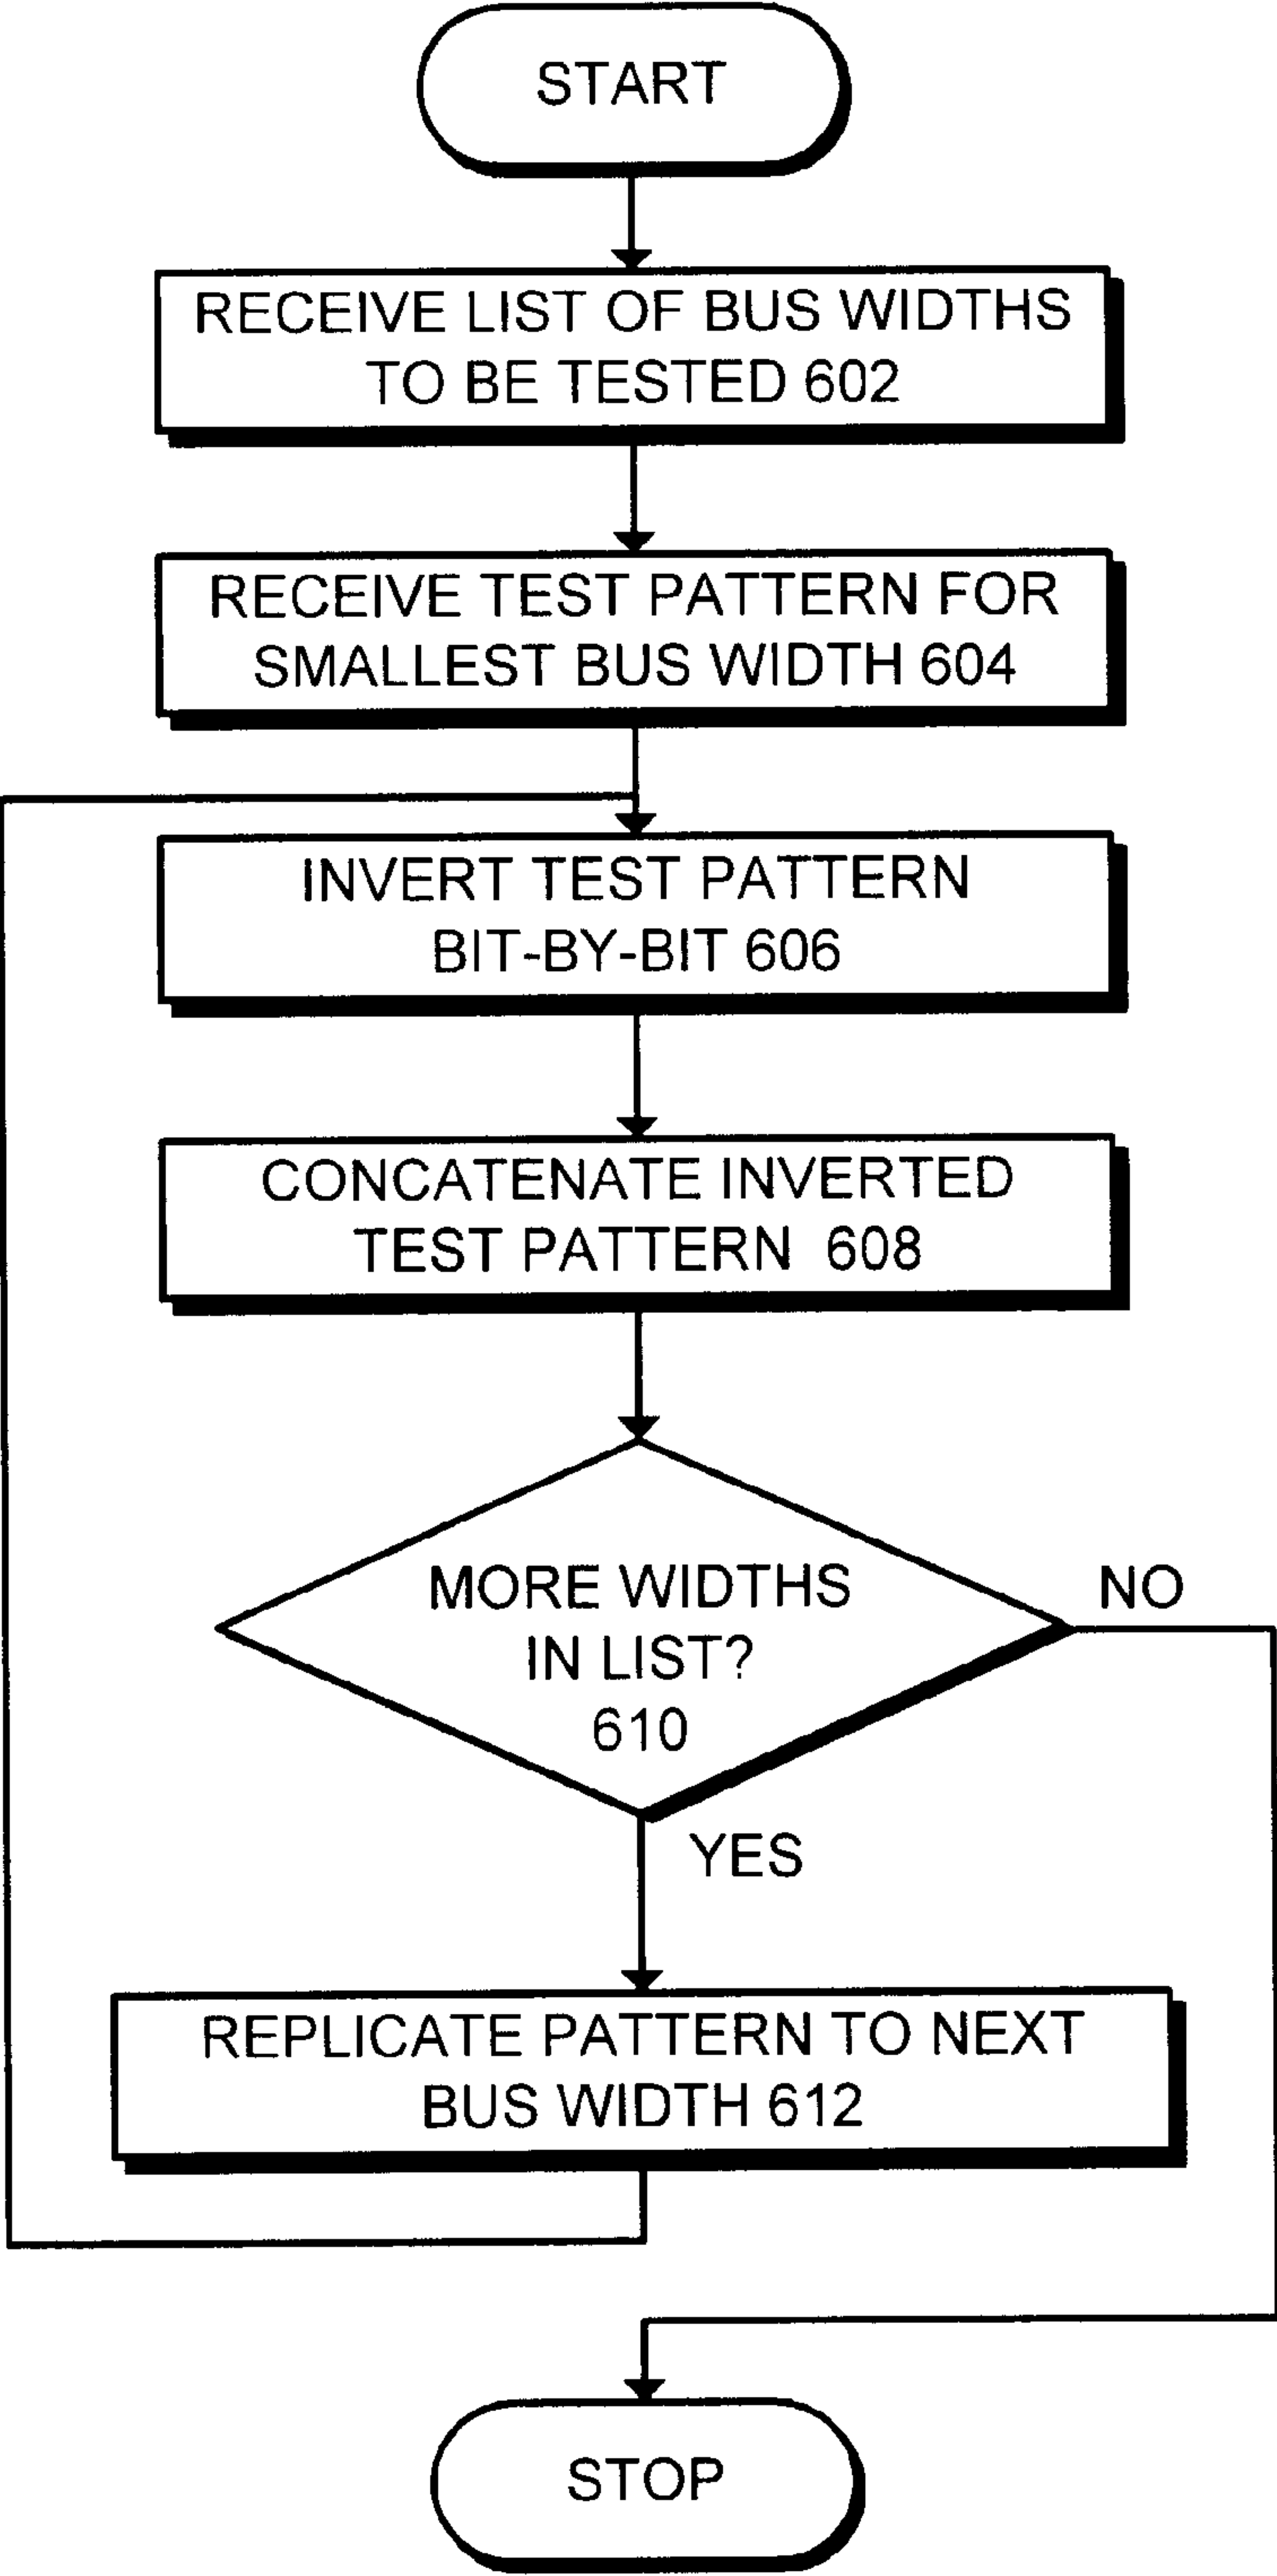 START
RECEIVE LIST OF BUS WIDTHS
TO BE TESTED 602
RECEIVE TEST PATTERN FOR
SMALLEST BUS WIDTH 604
INVERT TEST PATTERN
BIT-BY-BIT 606
CONCATENATE INVERTED
TEST PATTERN 608
MORE WIDTHS
IN LIST?
610
NO
YES
REPLICATE PATTERN TO NEXT
BUS WIDTH 612
STOP